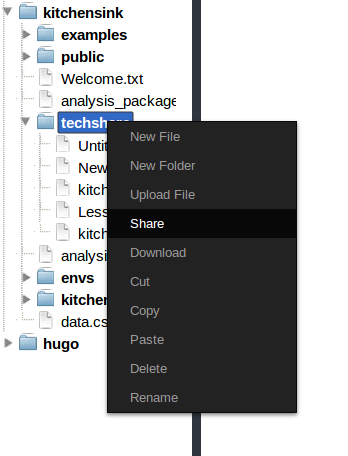 kitchensink
examples
public
Welcome.txt
analysis_package
techshare
Untit
New
kitch
Less
kitch
analysi
envs
kitchen
data.cs
hugo
New File
New Folder
Upload File
Share
Download
Cut
Copy
Paste
Delete
Rename